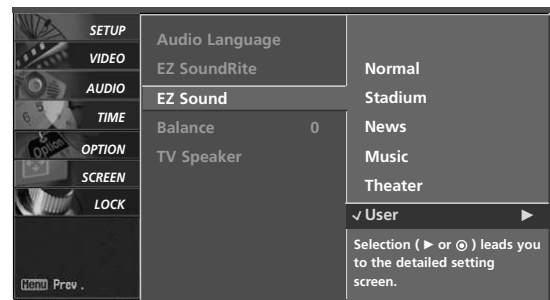 SETUP
VIDEO
AUDIO
TIME
OPTION
SCREEN
LOCK
Menu Prev.
Audio Language
EZ SoundRite
EZ Sound
Balance 0
TV Speaker
Normal
Stadium
News
Music
Theater
✓ User ▶
Selection ( ▶ or ◉ ) leads you
to the detailed setting
screen.